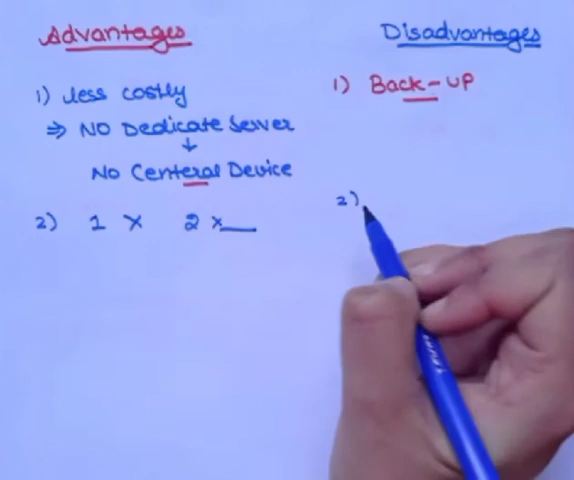 Advantages
1) less costly
⇒ NO Dedicate Server
↓
No Centeral Device
2) 1 X 2 x
Disadvantages
1) Back-UP
2)